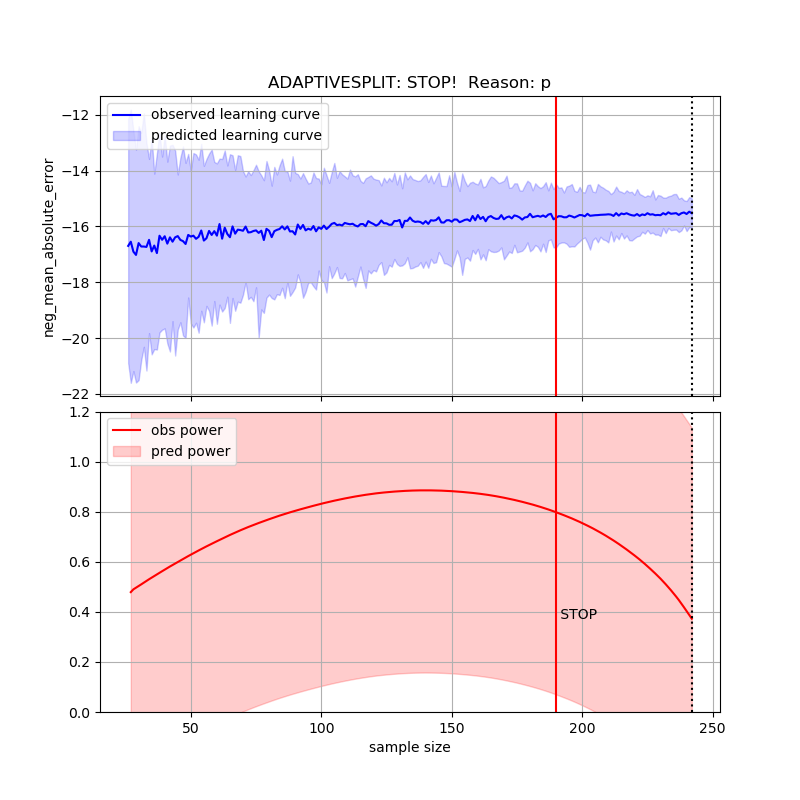 ADAPTIVESPLIT: STOP!  Reason: p
observed learning curve
predicted learning curve
neg_mean_absolute_error
−12
−14
−16
−18
−20
−22
obs power
pred power
1.2
1.0
0.8
0.6
0.4
0.2
0.0
STOP
50
100
150
200
250
sample size